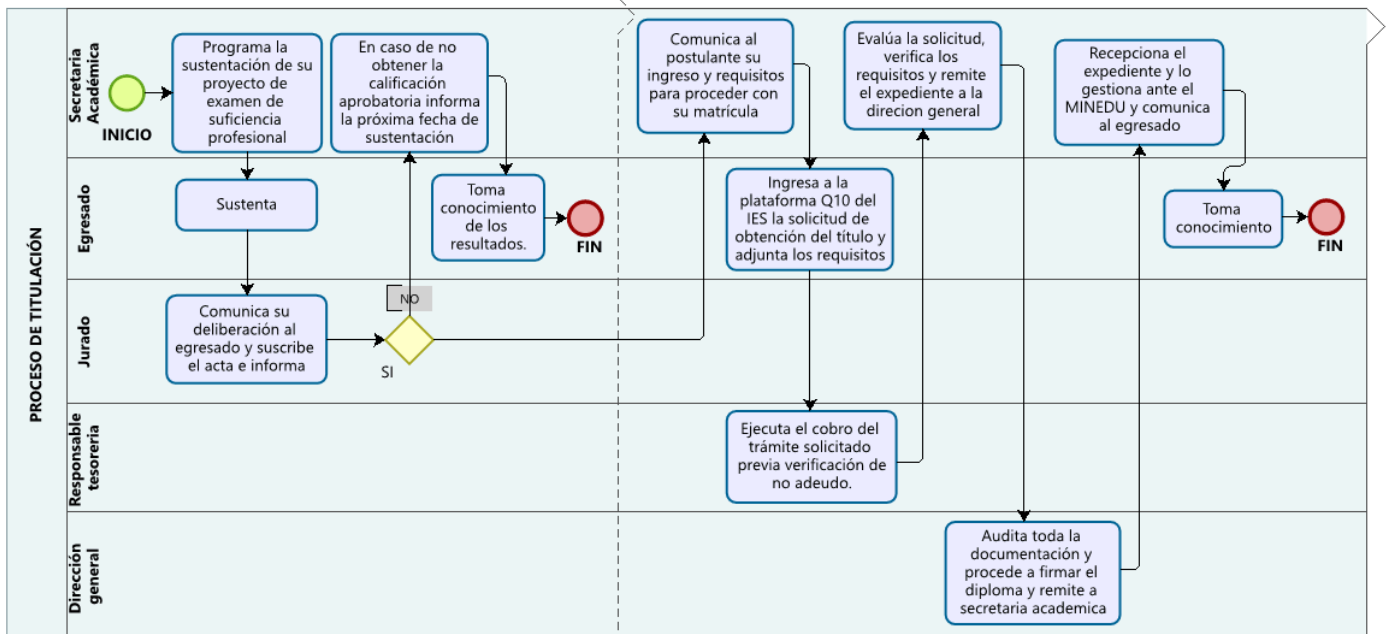 PROCESO DE TITULACIÓN
Secretaria
Académica
INICIO
Programa la
sustentación de su
proyecto de
examen de
suficiencia
profesional
En caso de no
obtener la
calificación
aprobatoria informa
la próxima fecha de
sustentación
Comunica al
postulante su
ingreso y requisitos
para proceder con
su matrícula
Evalúa la solicitud,
verifica los
requisitos y remite
el expediente a la
direcion general
Recepciona el
expediente y lo
gestiona ante el
MINEDU y comunica
al egresado
Egresado
Sustenta
Toma
conocimiento
de los
resultados.
FIN
Ingresa a la
plataforma Q10 del
IES la solicitud de
obtención del título y
adjunta los requisitos
Toma
conocimiento
FIN
Jurado
Comunica su
deliberación al
egresado y suscribe
el acta e informa
NO
SI
Responsable
tesoreria
Ejecuta el cobro del
trámite solicitado
previa verificación de
no adeudo.
Dirección
general
Audita toda la
documentación y
procede a firmar el
diploma y remite a
secretaria academica